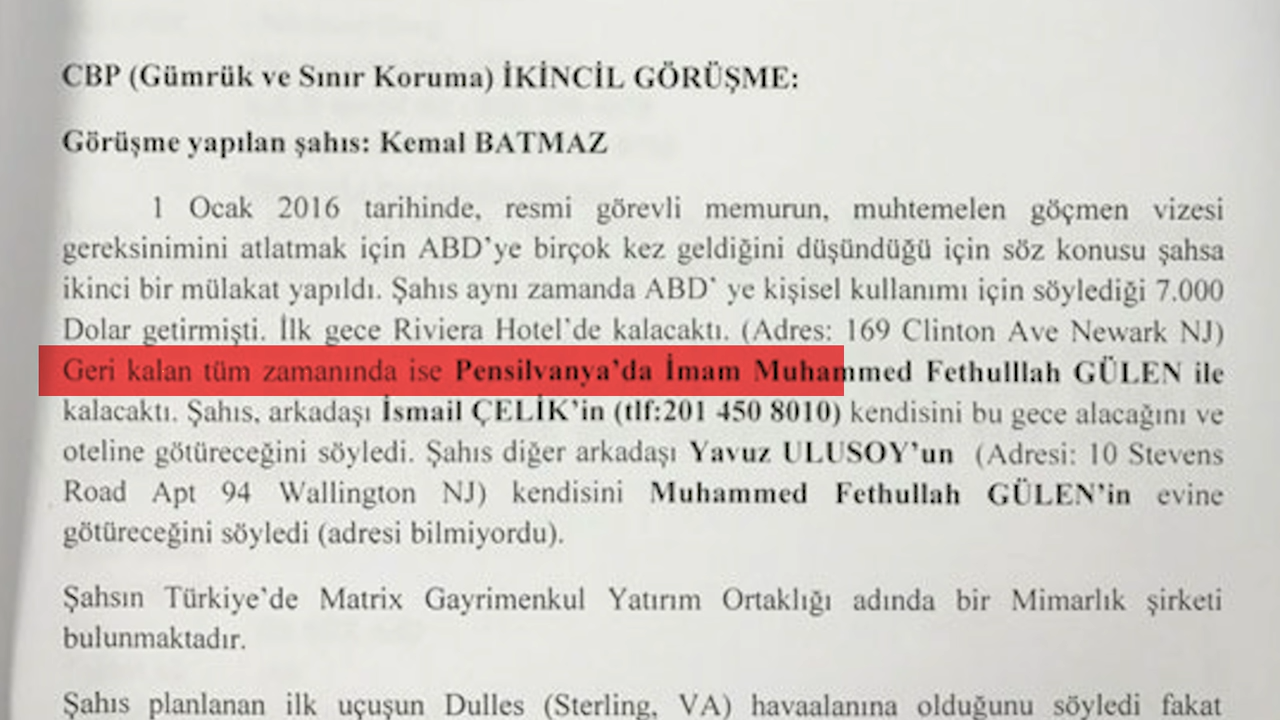 CBP (Gümrük ve Sınır Koruma) İKİNCİL GÖRÜŞME:
Görüşme yapılan şahıs: Kemal BATMAZ
1 Ocak 2016 tarihinde, resmi görevli memurun, muhtemelen göçmen vizesi
gereksinimini atlatmak için ABD'ye birçok kez geldiğini düşündüğü için söz konusu şahsa
ikinci bir mülakat yapıldı. Şahıs aynı zamanda ABD' ye kişisel kullanımı için söylediği 7.000
Dolar getirmişti. İlk gece Riviera Hotel'de kalacaktı. (Adres: 169 Clinton Ave Newark NJ)
Geri kalan tüm zamanında ise Pensilvanya'da İmam Muhammed Fethulllah GÜLEN ile
kalacaktı. Şahıs, arkadaşı İsmail ÇELİK'in (tlf:201 450 8010) kendisini bu gece alacağını ve
oteline götüreceğini söyledi. Şahıs diğer arkadaşı Yavuz ULUSOY'un (Adresi: 10 Stevens
Road Apt 94 Wallington NJ) kendisini Muhammed Fethullah GÜLEN'in evine
götüreceğini söyledi (adresi bilmiyordu).
Şahsın Türkiye'de Matrix Gayrimenkul Yatırım Ortaklığı adında bir Mimarlık şirketi
bulunmaktadır.
Şahıs planlanan ilk uçuşun Dulles (Sterling, VA) havaalanına olduğunu söyledi fakat